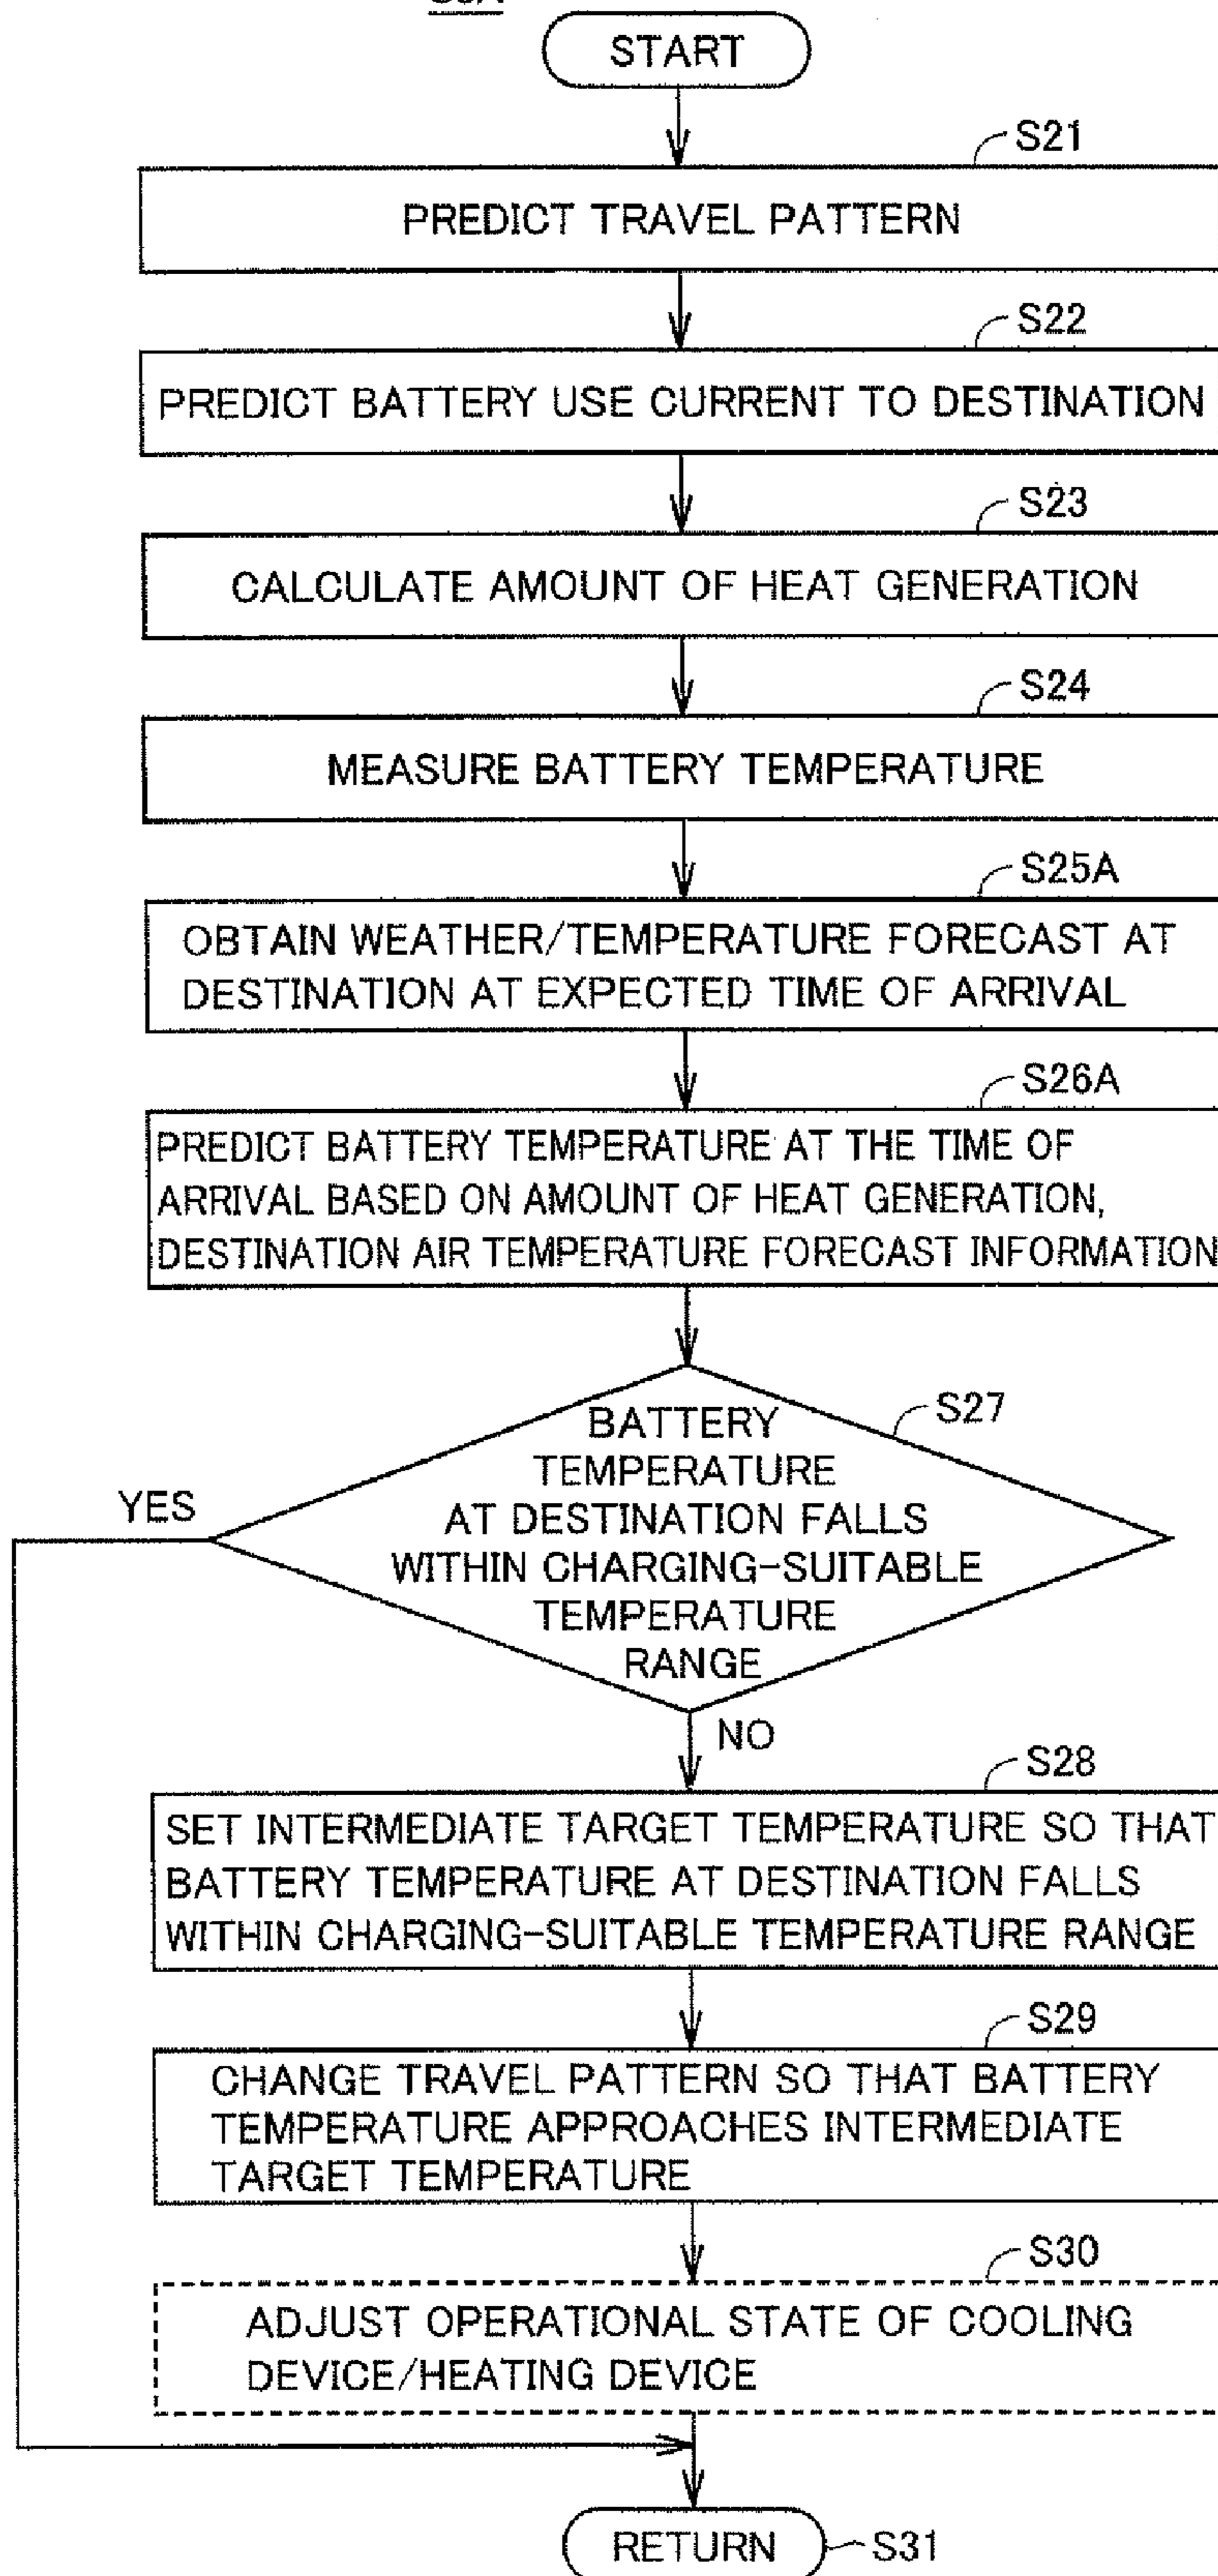 START
S21
PREDICT TRAVEL PATTERN
S22
PREDICT BATTERY USE CURRENT TO DESTINATION
S23
CALCULATE AMOUNT OF HEAT GENERATION
S24
MEASURE BATTERY TEMPERATURE
S25A
OBTAIN WEATHER/TEMPERATURE FORECAST AT
DESTINATION AT EXPECTED TIME OF ARRIVAL
S26A
PREDICT BATTERY TEMPERATURE AT THE TIME OF
ARRIVAL BASED ON AMOUNT OF HEAT GENERATION,
DESTINATION AIR TEMPERATURE FORECAST INFORMATION
S27
BATTERY
TEMPERATURE
AT DESTINATION FALLS
WITHIN CHARGING-SUITABLE
TEMPERATURE
RANGE
YES
NO
S28
SET INTERMEDIATE TARGET TEMPERATURE SO THAT
BATTERY TEMPERATURE AT DESTINATION FALLS
WITHIN CHARGING-SUITABLE TEMPERATURE RANGE
S29
CHANGE TRAVEL PATTERN SO THAT BATTERY
TEMPERATURE APPROACHES INTERMEDIATE
TARGET TEMPERATURE
S30
ADJUST OPERATIONAL STATE OF COOLING
DEVICE/HEATING DEVICE
RETURN
S31